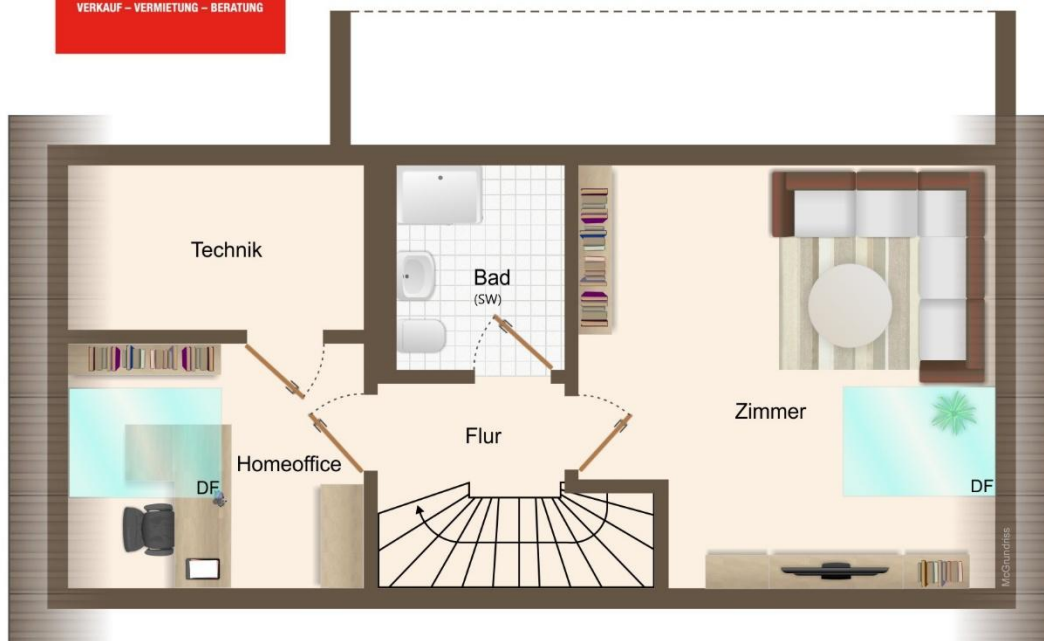 VERKAUF – VERMIETUNG – BERATUNG
Technik
Bad
(SW)
Zimmer
Flur
Homeoffice
DF
DF
McGrundriss